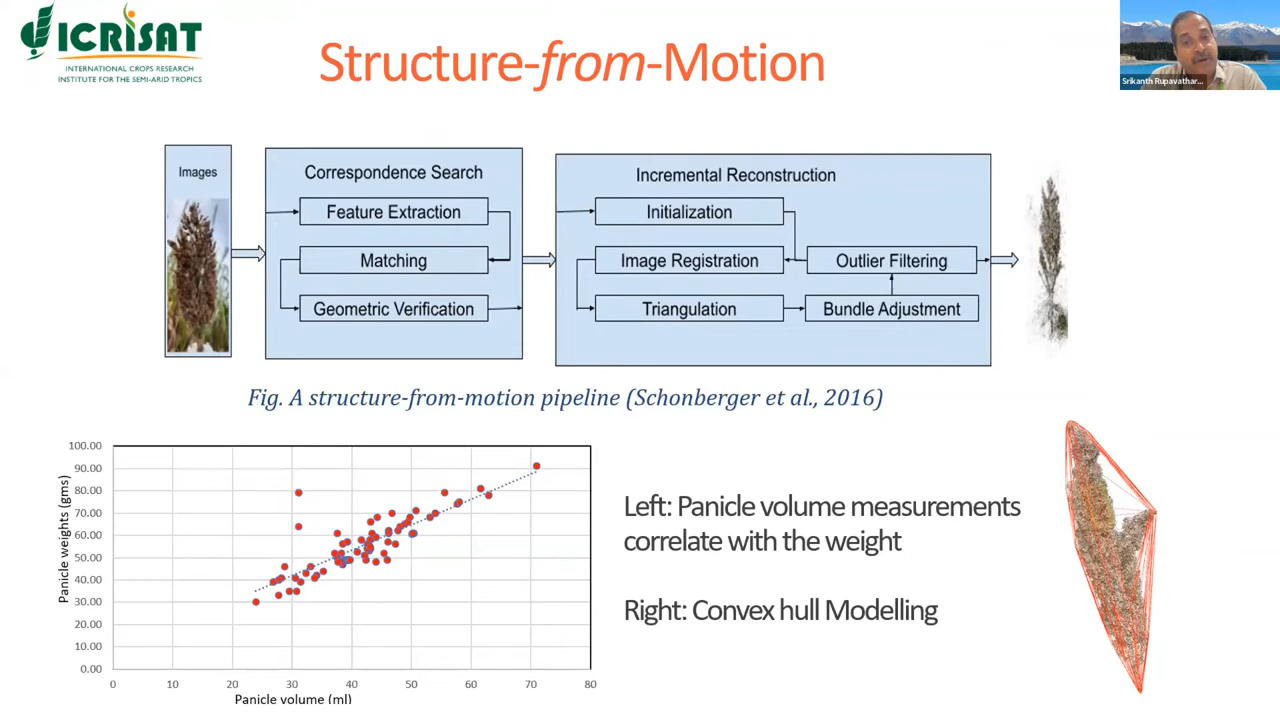 ICRISAT
INTERNATIONAL CROPS RESEARCH
INSTITUTE FOR THE SEMI-ARID TROPICS
Structure-from-Motion
Srikanth Rupavathar...
Images
Correspondence Search
Feature Extraction
Matching
Geometric Verification
Incremental Reconstruction
Initialization
Image Registration
Outlier Filtering
Triangulation
Bundle Adjustment
Fig. A structure-from-motion pipeline (Schonberger et al., 2016)
Panicle weights (gms)
100.00
90.00
80.00
70.00
60.00
50.00
40.00
30.00
20.00
10.00
0.00
0 10 20 30 40 50 60 70 80
Panicle volume (ml)
Left: Panicle volume measurements
correlate with the weight
Right: Convex hull Modelling